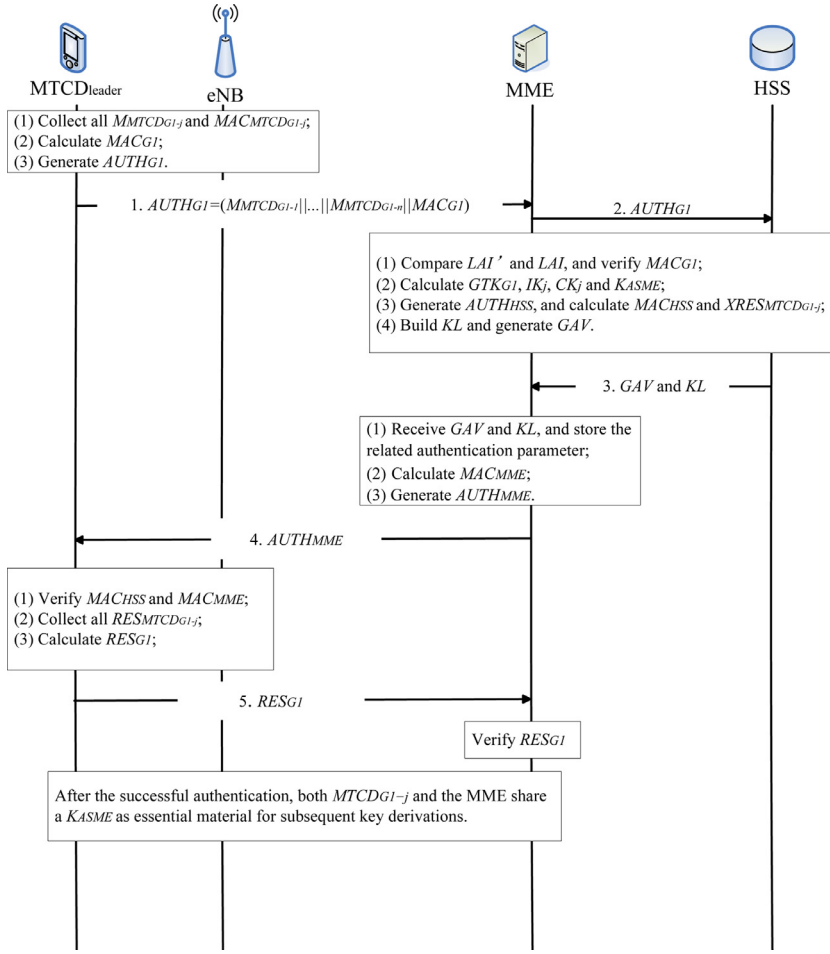 MTCDleader
eNB
MME
HSS
(1) Collect all MMTCDG1-j and MACMTCDG1-j;
(2) Calculate MACG1;
(3) Generate AUTHG1.
1. AUTHG1=(MMTCDG1-1||...||MMTCDG1-n||MACG1)
2. AUTHG1
(1) Compare LAI’ and LAI, and verify MACG1;
(2) Calculate GTKG1, IKj, CKj and KASME;
(3) Generate AUTHHSS, and calculate MACHSS and XRESMTCDG1-j;
(4) Build KL and generate GAV.
3. GAV and KL
(1) Receive GAV and KL, and store the
related authentication parameter;
(2) Calculate MACMME;
(3) Generate AUTHMME.
4. AUTHMME
(1) Verify MACHSS and MACMME;
(2) Collect all RESMTCDG1-j;
(3) Calculate RESG1;
5. RESG1
Verify RESG1
After the successful authentication, both MTCDG1−j and the MME share
a KASME as essential material for subsequent key derivations.